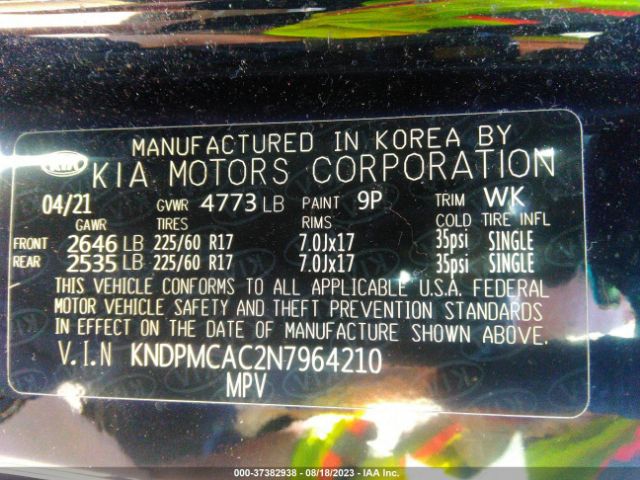 MANUFACTURED IN KOREA BY
KIA KIA MOTORS CORPORATION
04/21 GVWR 4773 LB PAINT 9P TRIM WK
GAWR TIRES RIMS COLD TIRE INFL
FRONT 2646 LB 225/60 R17 7.0Jx17 35psi SINGLE
REAR 2535 LB 225/60 R17 7.0Jx17 35psi SINGLE
THIS VEHICLE CONFORMS TO ALL APPLICABLE U.S.A. FEDERAL
MOTOR VEHICLE SAFETY AND THEFT PREVENTION STANDARDS
IN EFFECT ON THE DATE OF MANUFACTURE SHOWN ABOVE.
V.I.N KNDPMCAC2N7964210
MPV
000-37382938 - 08/18/2023 - IAA Inc.